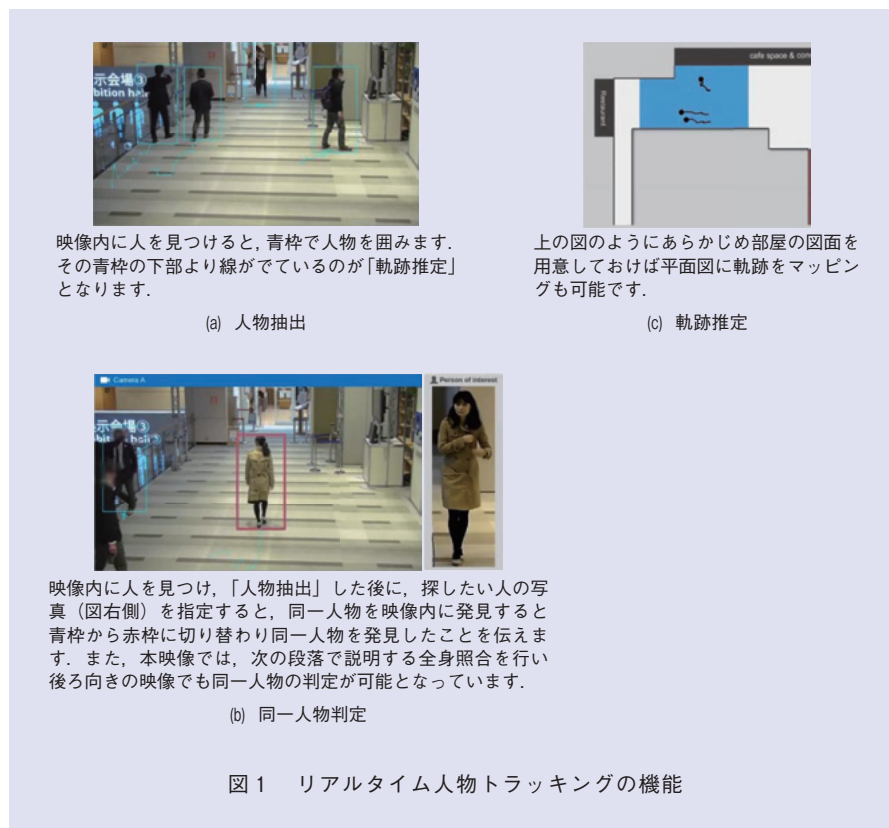 示会場③
bition hall
cafe space & com
Restaurant
映像内に人を見つけると，青枠で人物を囲みます．
その青枠の下部より線がでているのが「軌跡推定」
となります．
(a) 人物抽出
上の図のようにあらかじめ部屋の図面を
用意しておけば平面図に軌跡をマッピン
グも可能です．
(c) 軌跡推定
Camera A
Person of Interest
示会場③
映像内に人を見つけ，「人物抽出」した後に，探したい人の写
真（図右側）を指定すると，同一人物を映像内に発見すると
青枠から赤枠に切り替わり同一人物を発見したことを伝えま
す．また，本映像では，次の段落で説明する全身照合を行い
後ろ向きの映像でも同一人物の判定が可能となっています．
(b) 同一人物判定
図1 リアルタイム人物トラッキングの機能